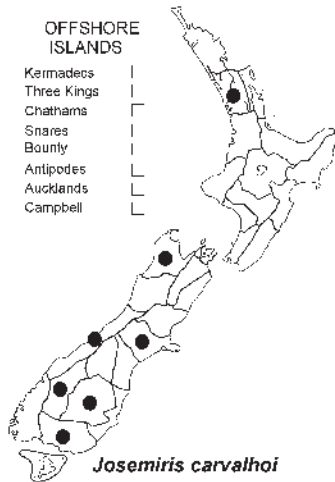 OFFSHORE
ISLANDS
Kermadecs
Three Kings
Chathams
Snares
Bounty
Antipodes
Aucklands
Campbell
Josemiris carvalhoi